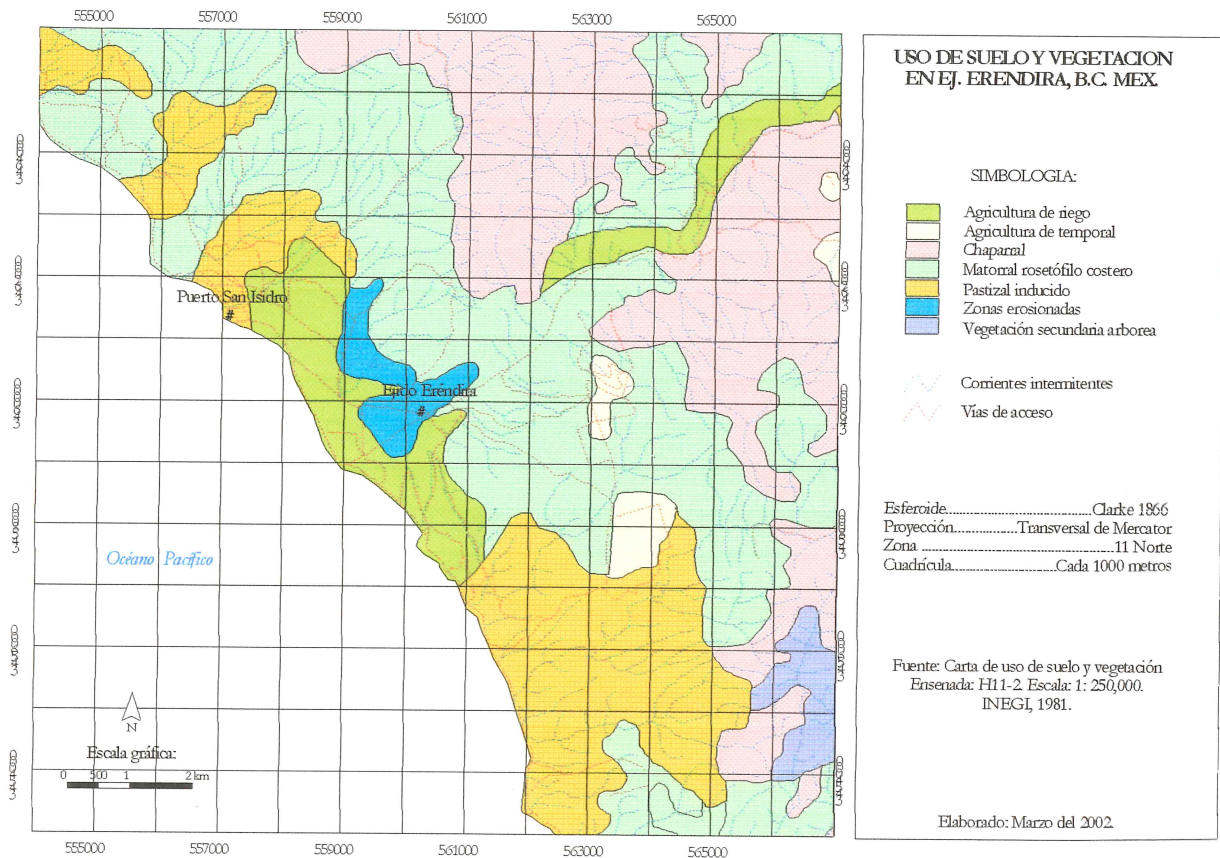 555000 557000 559000 561000 563000 565000
Puerto San Isidro
#
Ejido Eréndira
#
Océano Pacífico
N
Escala gráfica:
0 500 1 2 km
555000 557000 559000 561000 563000 565000
USO DE SUELO Y VEGETACION
EN EJ. ERENDIRA, B.C. MEX.
SIMBOLOGIA:
Agricultura de riego
Agricultura de temporal
Chaparral
Matorral rosetófilo costero
Pastizal inducido
Zonas erosionadas
Vegetación secundaria arborea
Corrientes intermitentes
Vías de acceso
Esferoide..............................Clarke 1866
Proyección.............Transversal de Mercator
Zona ......................................11 Norte
Cuadrícula......................Cada 1000 metros
Fuente: Carta de uso de suelo y vegetación
Ensenada: H11-2. Escala: 1: 250,000.
INEGI, 1981.
Elaborado: Marzo del 2002.